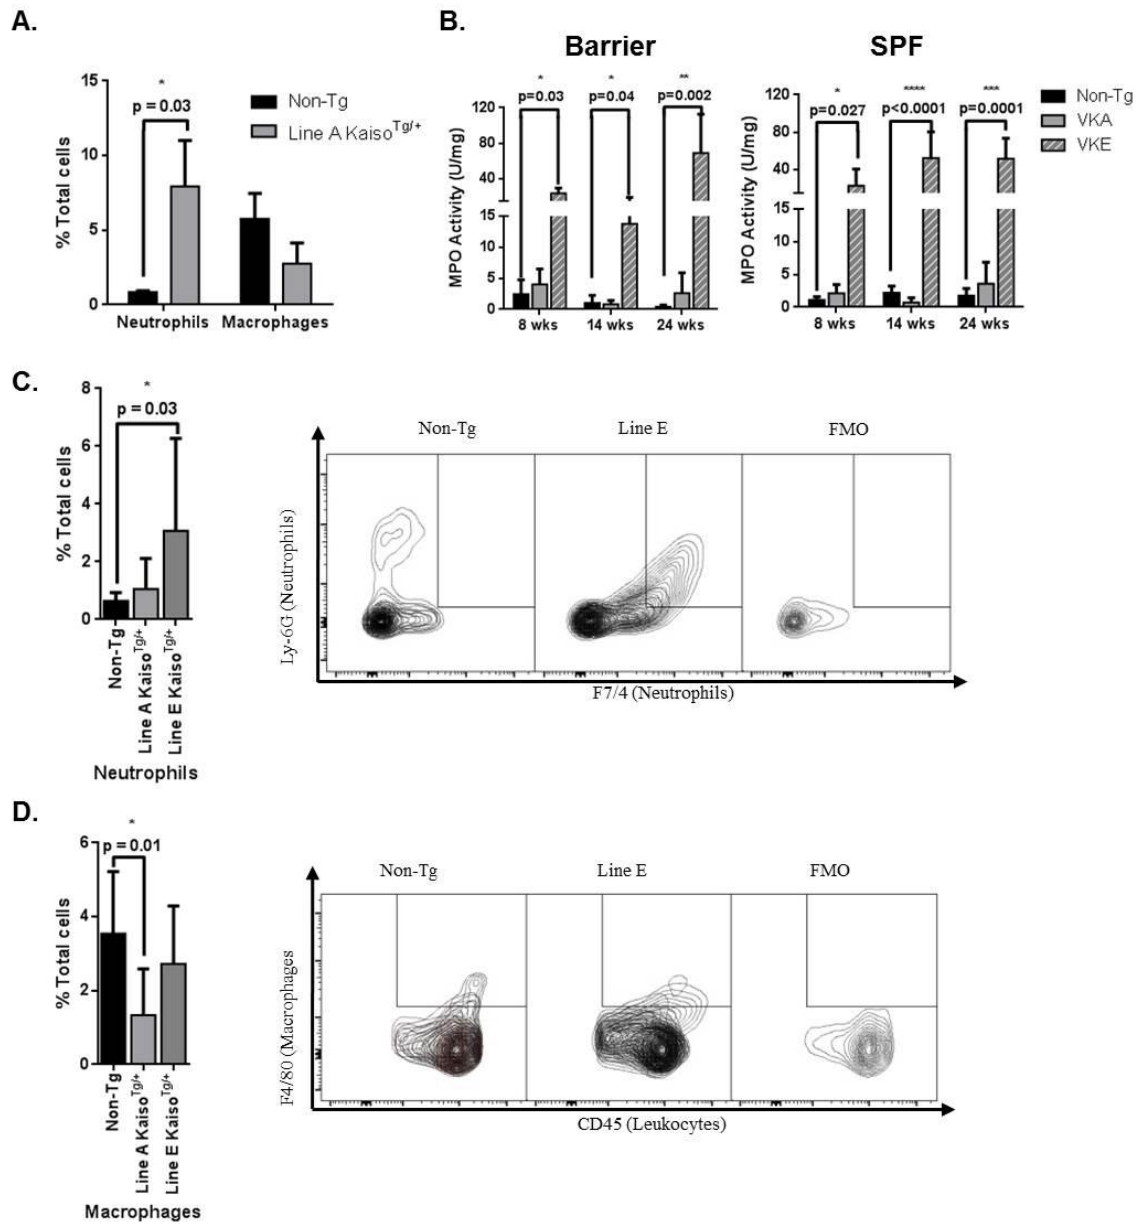 A.
15
10
5
0
% Total cells
*
p = 0.03
Non-Tg
Line A Kaiso^Tg/+
Neutrophils
Macrophages
B.
Barrier
SPF
120
80
40
15
10
5
0
MPO Activity (U/mg)
*
p=0.03
*
p=0.04
**
p=0.002
8 wks
14 wks
24 wks
120
80
40
15
10
5
0
MPO Activity (U/mg)
*
p=0.027
****
p<0.0001
***
p=0.0001
8 wks
14 wks
24 wks
Non-Tg
VKA
VKE
C.
8
6
4
2
0
% Total cells
*
p = 0.03
Non-Tg
Line A Kaiso^Tg/+
Line E Kaiso^Tg/+
Neutrophils
Non-Tg
Line E
FMO
Ly-6G (Neutrophils)
F7/4 (Neutrophils)
D.
6
4
2
0
% Total cells
*
p = 0.01
Non-Tg
Line A Kaiso^Tg/+
Line E Kaiso^Tg/+
Macrophages
Non-Tg
Line E
FMO
F4/80 (Macrophages
CD45 (Leukocytes)